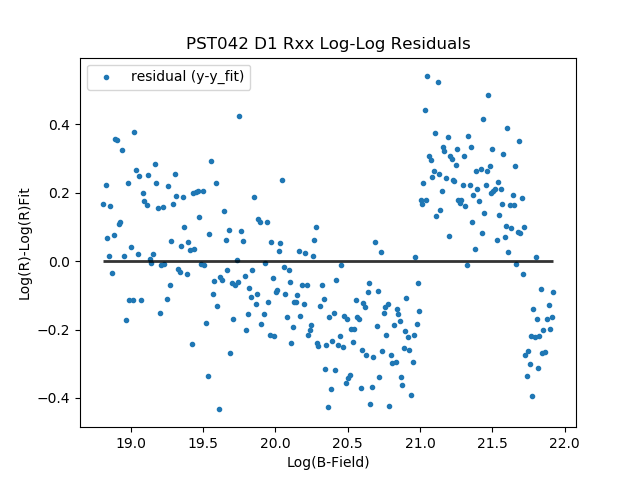 PST042 D1 Rxx Log-Log Residuals
residual (y-y_fit)
0.4
0.2
0.0
−0.2
−0.4
Log(R)-Log(R)Fit
19.0 19.5 20.0 20.5 21.0 21.5 22.0
Log(B-Field)